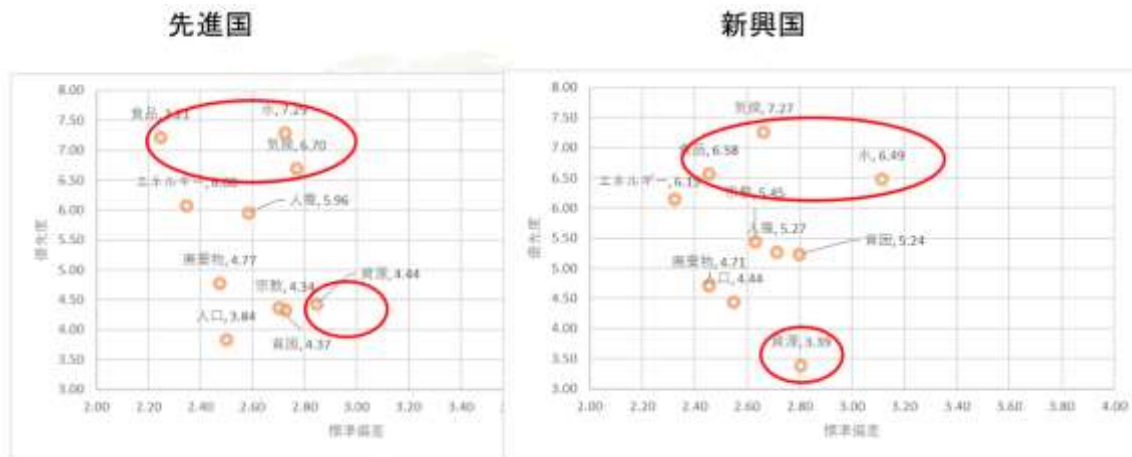 先進国
新興国
8.00
7.50
7.00
6.50
6.00
5.50
5.00
4.50
4.00
3.50
3.00
水, 7.29
気候, 6.70
人権, 5.96
廃棄物, 4.77
宗教, 4.34
資源, 4.44
人口, 3.84
貧困, 4.37
2.00 2.20 2.40 2.60 2.80 3.00 3.20 3.40
標準偏差
優先度
8.00
7.50
7.00
6.50
6.00
5.50
5.00
4.50
4.00
3.50
3.00
気候, 7.27
食品, 6.58
水, 6.49
エネルギー, 6.15
宗教, 5.45
人権, 5.27
貧困, 5.24
廃棄物, 4.71
人口, 4.44
資源, 3.39
2.00 2.20 2.40 2.60 2.80 3.00 3.20 3.40 3.60 3.80 4.00
標準偏差
優先度